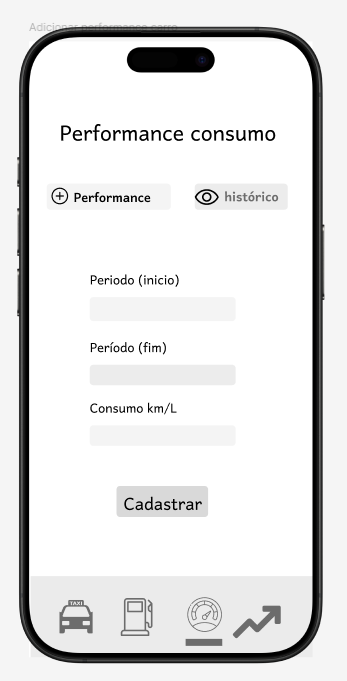 Adicionar performance carro
Performance consumo
Performance
histórico
Periodo (inicio)
Período (fim)
Consumo km/L
Cadastrar
TAXI